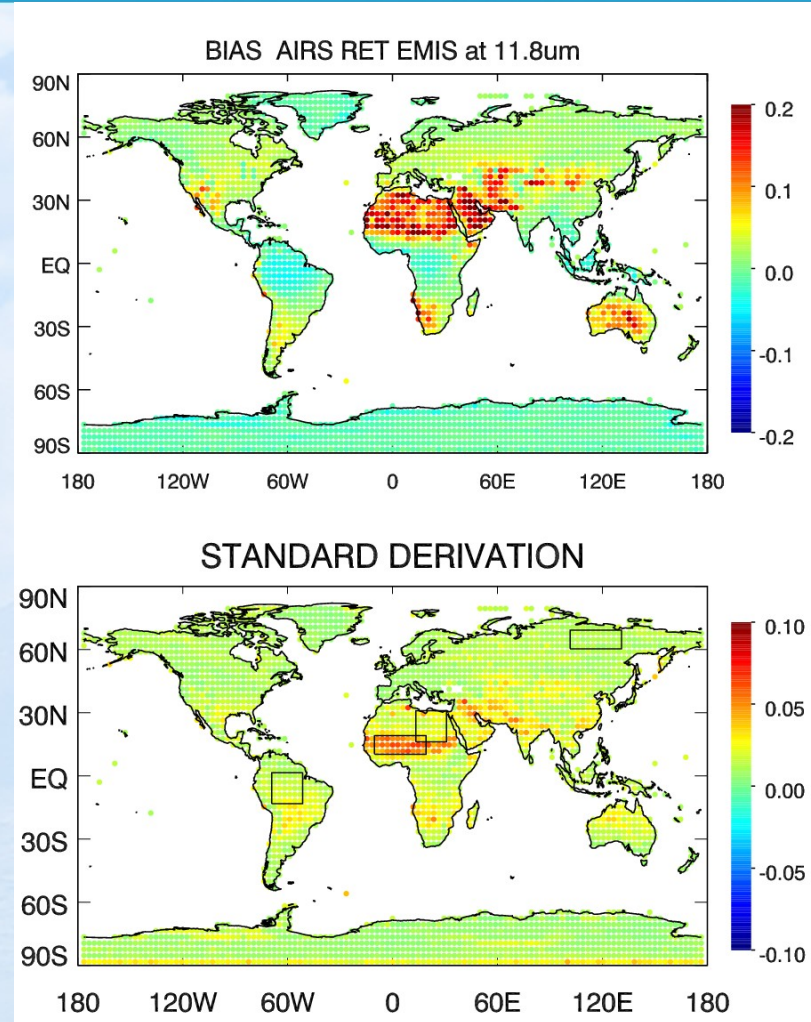 BIAS AIRS RET EMIS at 11.8um
90N
60N
30N
EQ
30S
60S
90S
180 120W 60W 0 60E 120E 180
0.2
0.1
0.0
-0.1
-0.2
STANDARD DERIVATION
90N
60N
30N
EQ
30S
60S
90S
180 120W 60W 0 60E 120E 180
0.10
0.05
0.00
-0.05
-0.10